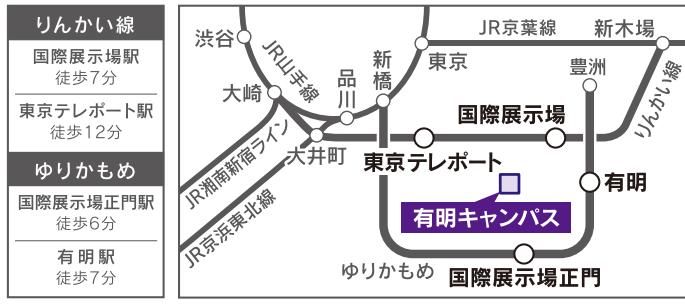 りんかい線
国際展示場駅
徒歩7分
東京テレポート駅
徒歩12分
ゆりかもめ
国際展示場正門駅
徒歩6分
有明駅
徒歩7分
渋谷
JR山手線
大崎
品川
新橋
東京
JR京葉線
新木場
豊洲
りんかい線
国際展示場
大井町
東京テレポート
JR湘南新宿ライン
JR京浜東北線
有明
有明キャンパス
ゆりかもめ
国際展示場正門